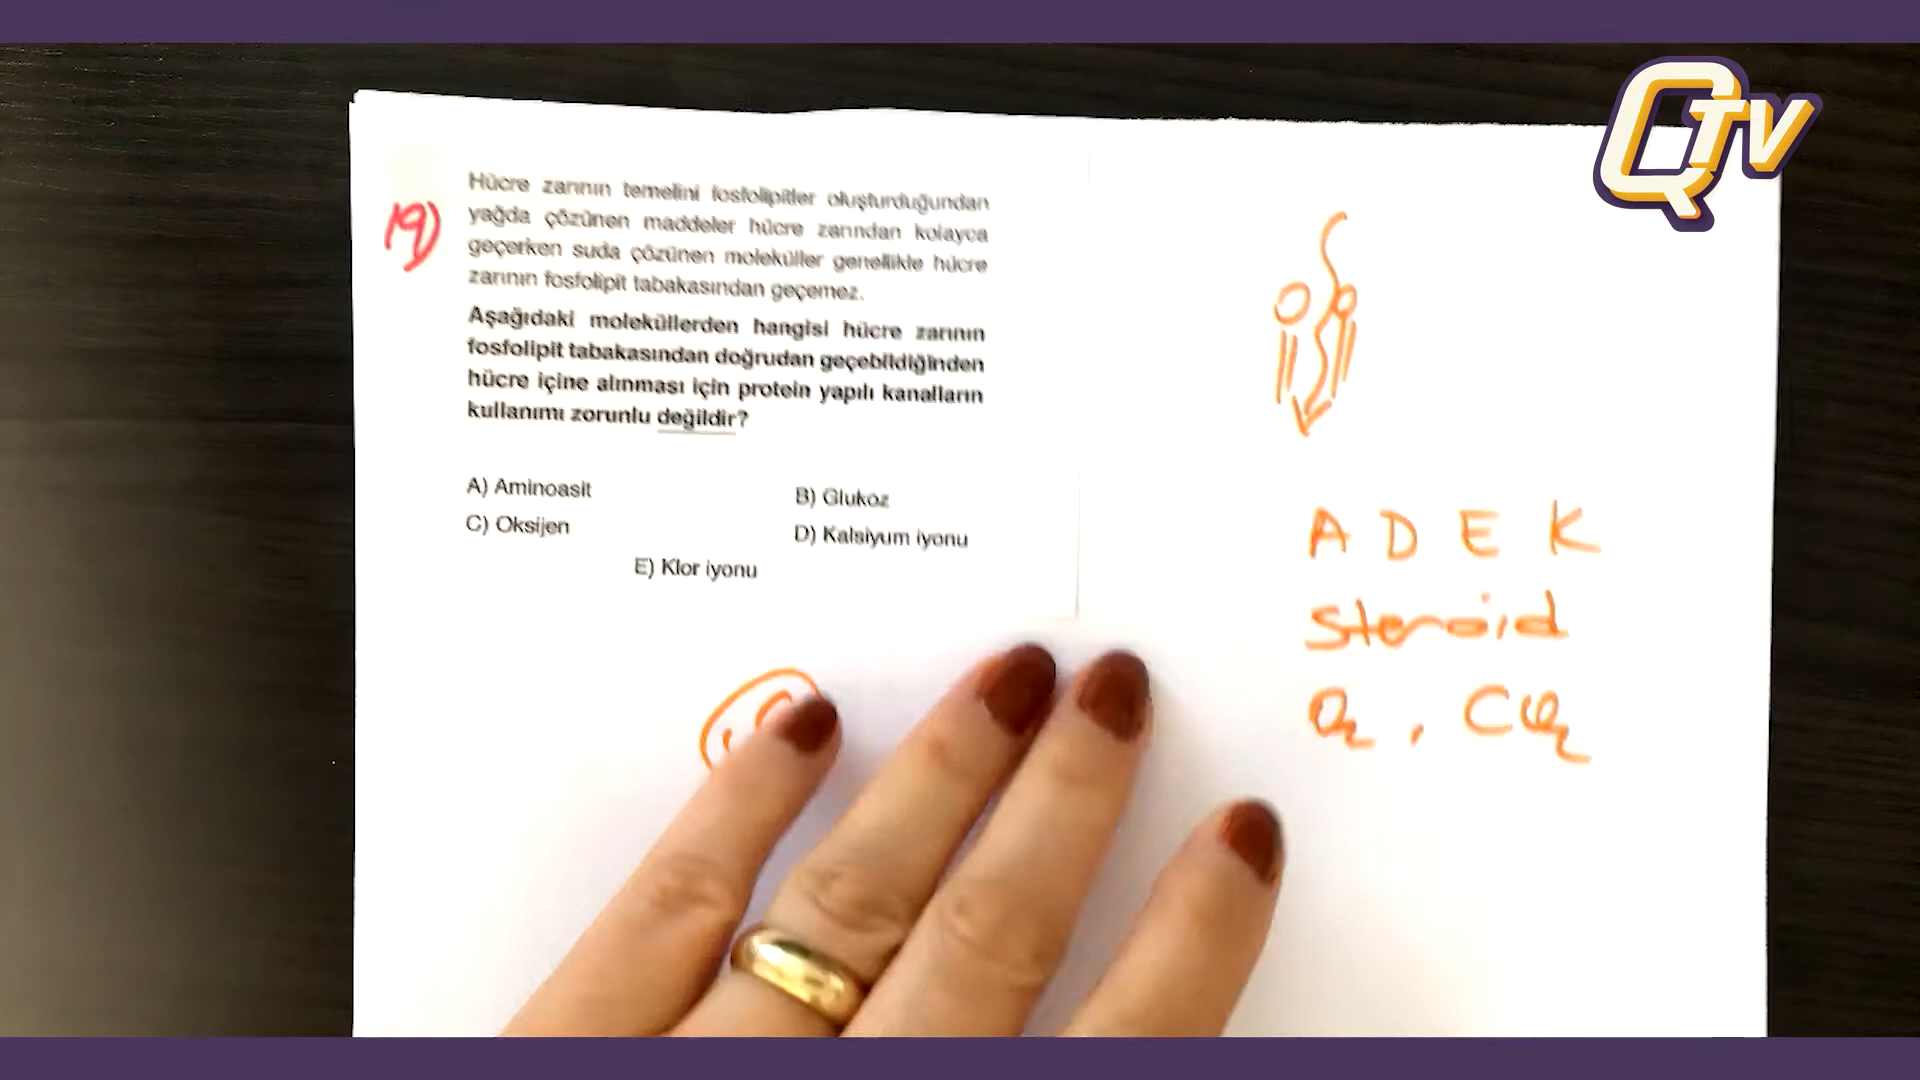 QTV
19)
Hücre zarının temelini fosfolipitler oluşturduğundan
yağda çözünen maddeler hücre zarından kolayca
geçerken suda çözünen moleküller genellikle hücre
zarının fosfolipit tabakasından geçemez.
Aşağıdaki moleküllerden hangisi hücre zarının
fosfolipit tabakasından doğrudan geçebildiğinden
hücre içine alınması için protein yapılı kanalların
kullanımı zorunlu değildir?
A) Aminoasit
B) Glukoz
C) Oksijen
D) Kalsiyum iyonu
E) Klor iyonu
A D E K
Steroid
O2, CO2